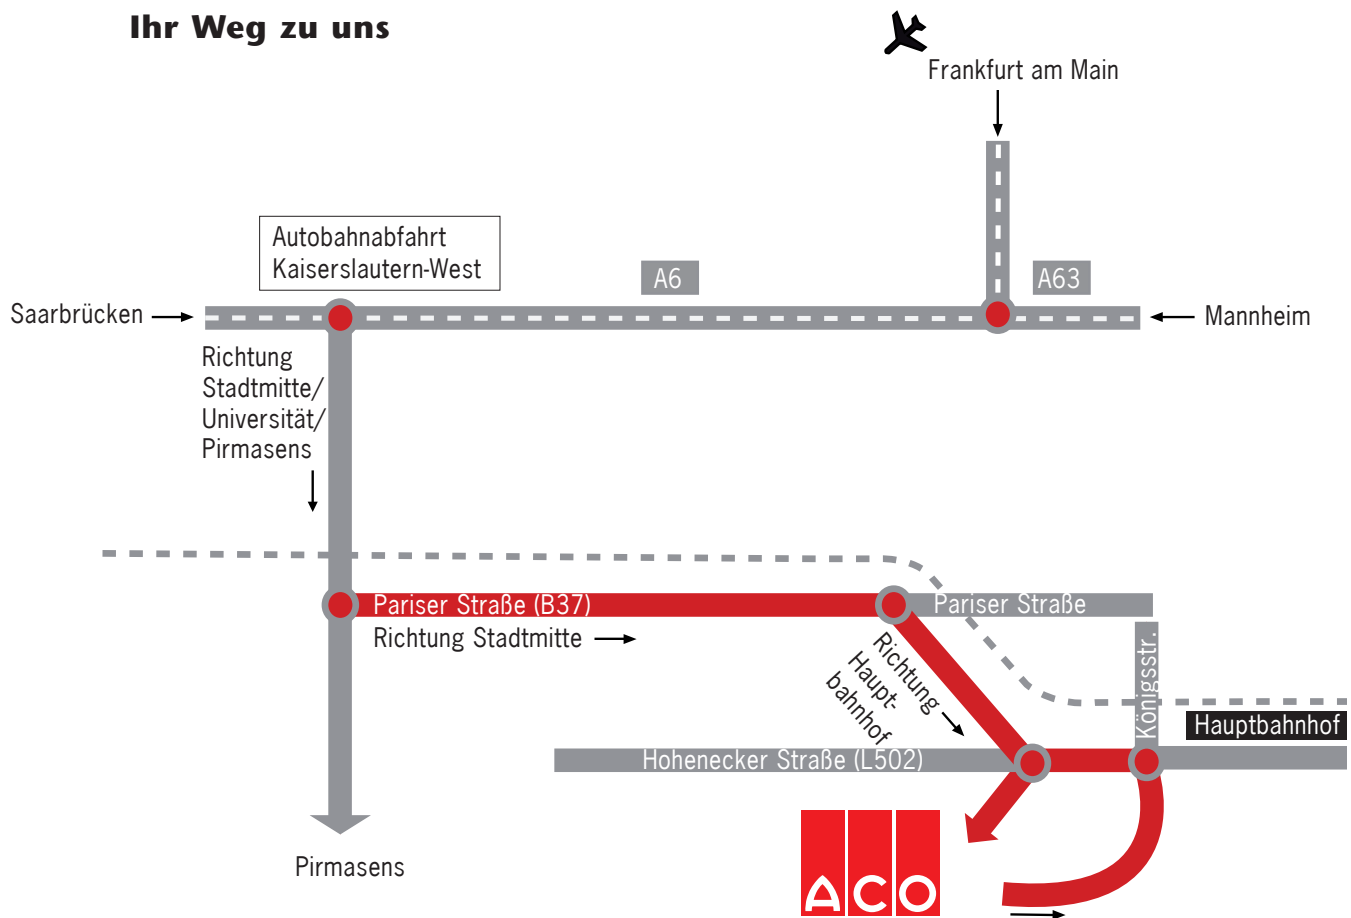 Ihr Weg zu uns
Frankfurt am Main
Autobahnabfahrt
Kaiserslautern-West
A6
A63
Saarbrücken
Mannheim
Richtung
Stadtmitte/
Universität/
Pirmasens
Pariser Straße (B37)
Pariser Straße
Richtung Stadtmitte
Richtung
Haupt-
bahnhof
Königsstr.
Hauptbahnhof
Hohenecker Straße (L502)
Pirmasens
ACO